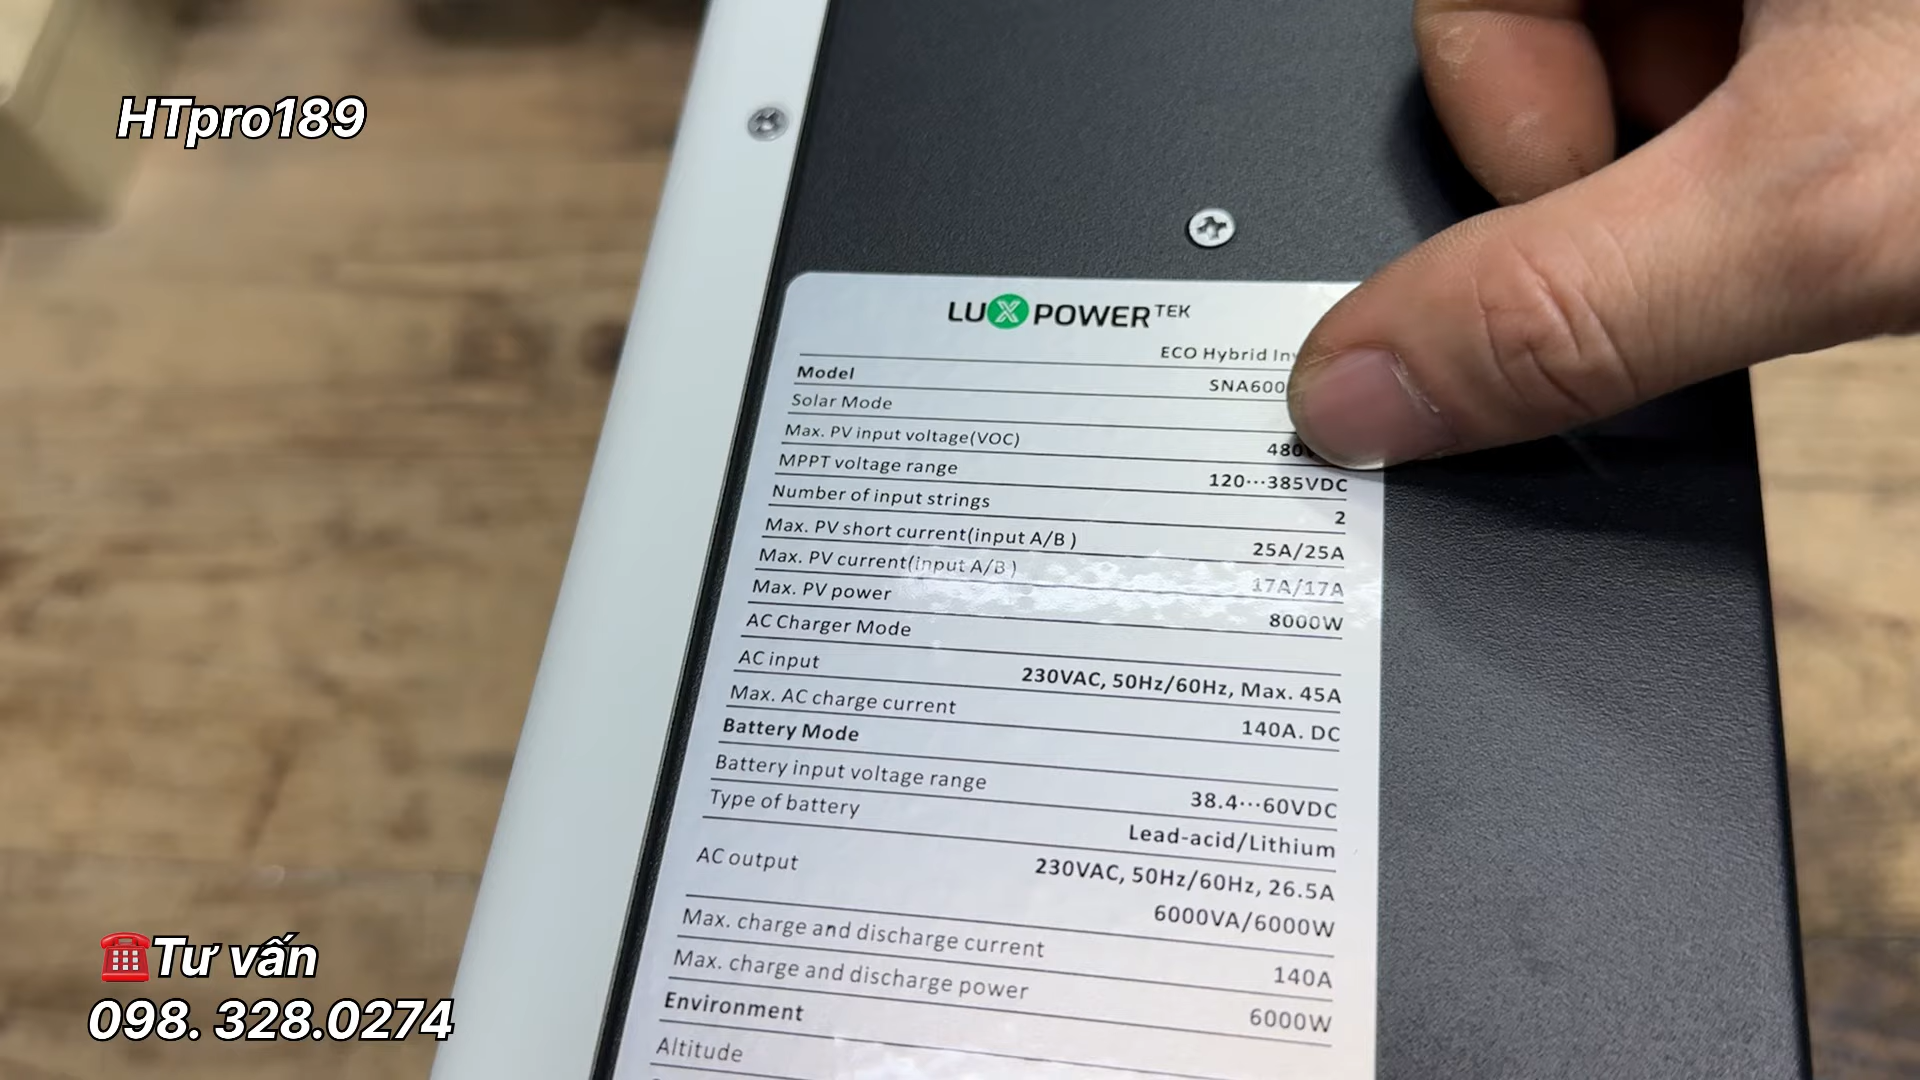 HTpro189
LUXPOWERTEK
ECO Hybrid
Model
SNA600
Solar Mode
Max. PV input voltage(VOC)
480
MPPT voltage range
120···385VDC
Number of input strings
2
Max. PV short current(input A/B )
25A/25A
Max. PV current(input A/B )
17A/17A
Max. PV power
8000W
AC Charger Mode
AC input
230VAC, 50Hz/60Hz, Max. 45A
Max. AC charge current
140A. DC
Battery Mode
Battery input voltage range
38.4···60VDC
Type of battery
Lead-acid/Lithium
AC output
230VAC, 50Hz/60Hz, 26.5A
6000VA/6000W
Max. charge and discharge current
140A
Max. charge and discharge power
6000W
Environment
Altitude
☎️Tư vấn
098. 328.0274